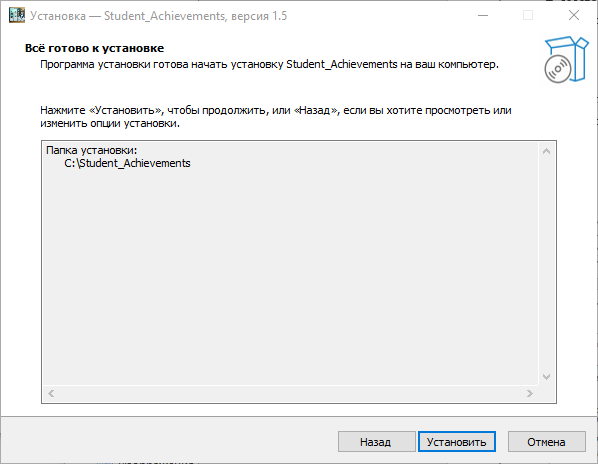 Установка — Student_Achievements, версия 1.5
Всё готово к установке
Программа установки готова начать установку Student_Achievements на ваш компьютер.
Нажмите «Установить», чтобы продолжить, или «Назад», если вы хотите просмотреть или
изменить опции установки.
Папка установки:
C:\Student_Achievements
Назад
Установить
Отмена